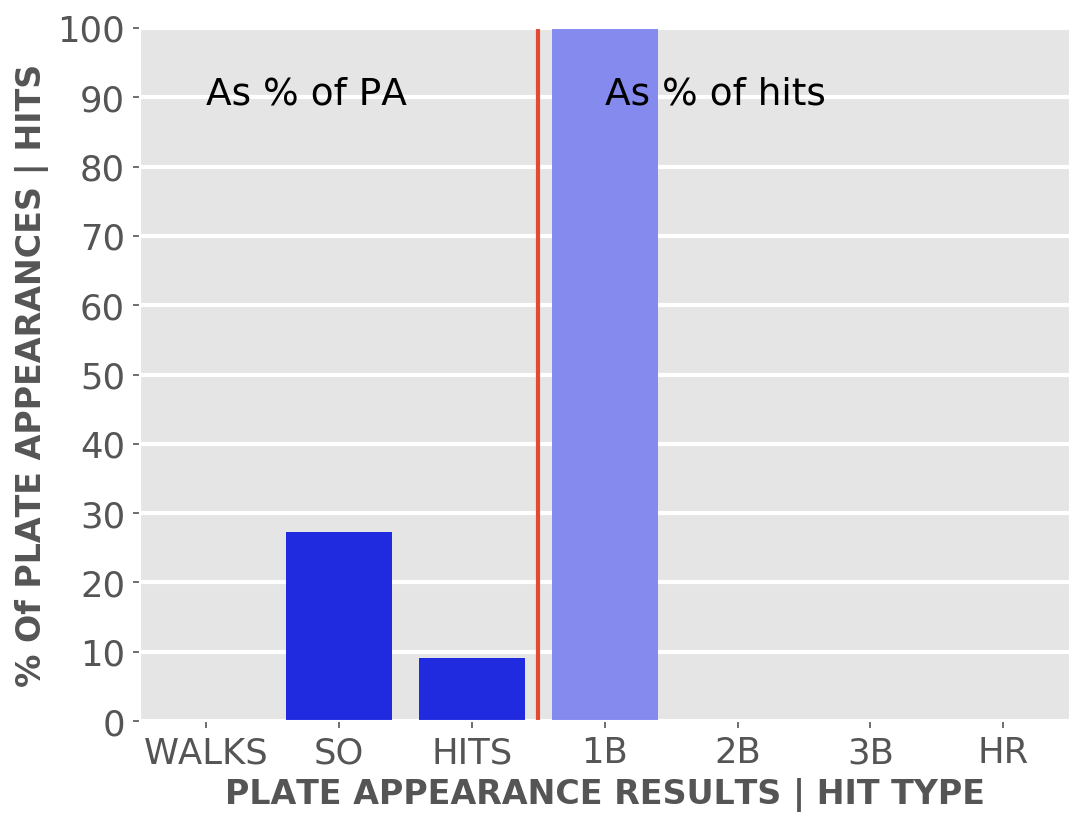 % Of PLATE APPEARANCES | HITS
100
90
80
70
60
50
40
30
20
10
0
As % of PA
As % of hits
WALKS SO HITS 1B 2B 3B HR
PLATE APPEARANCE RESULTS | HIT TYPE